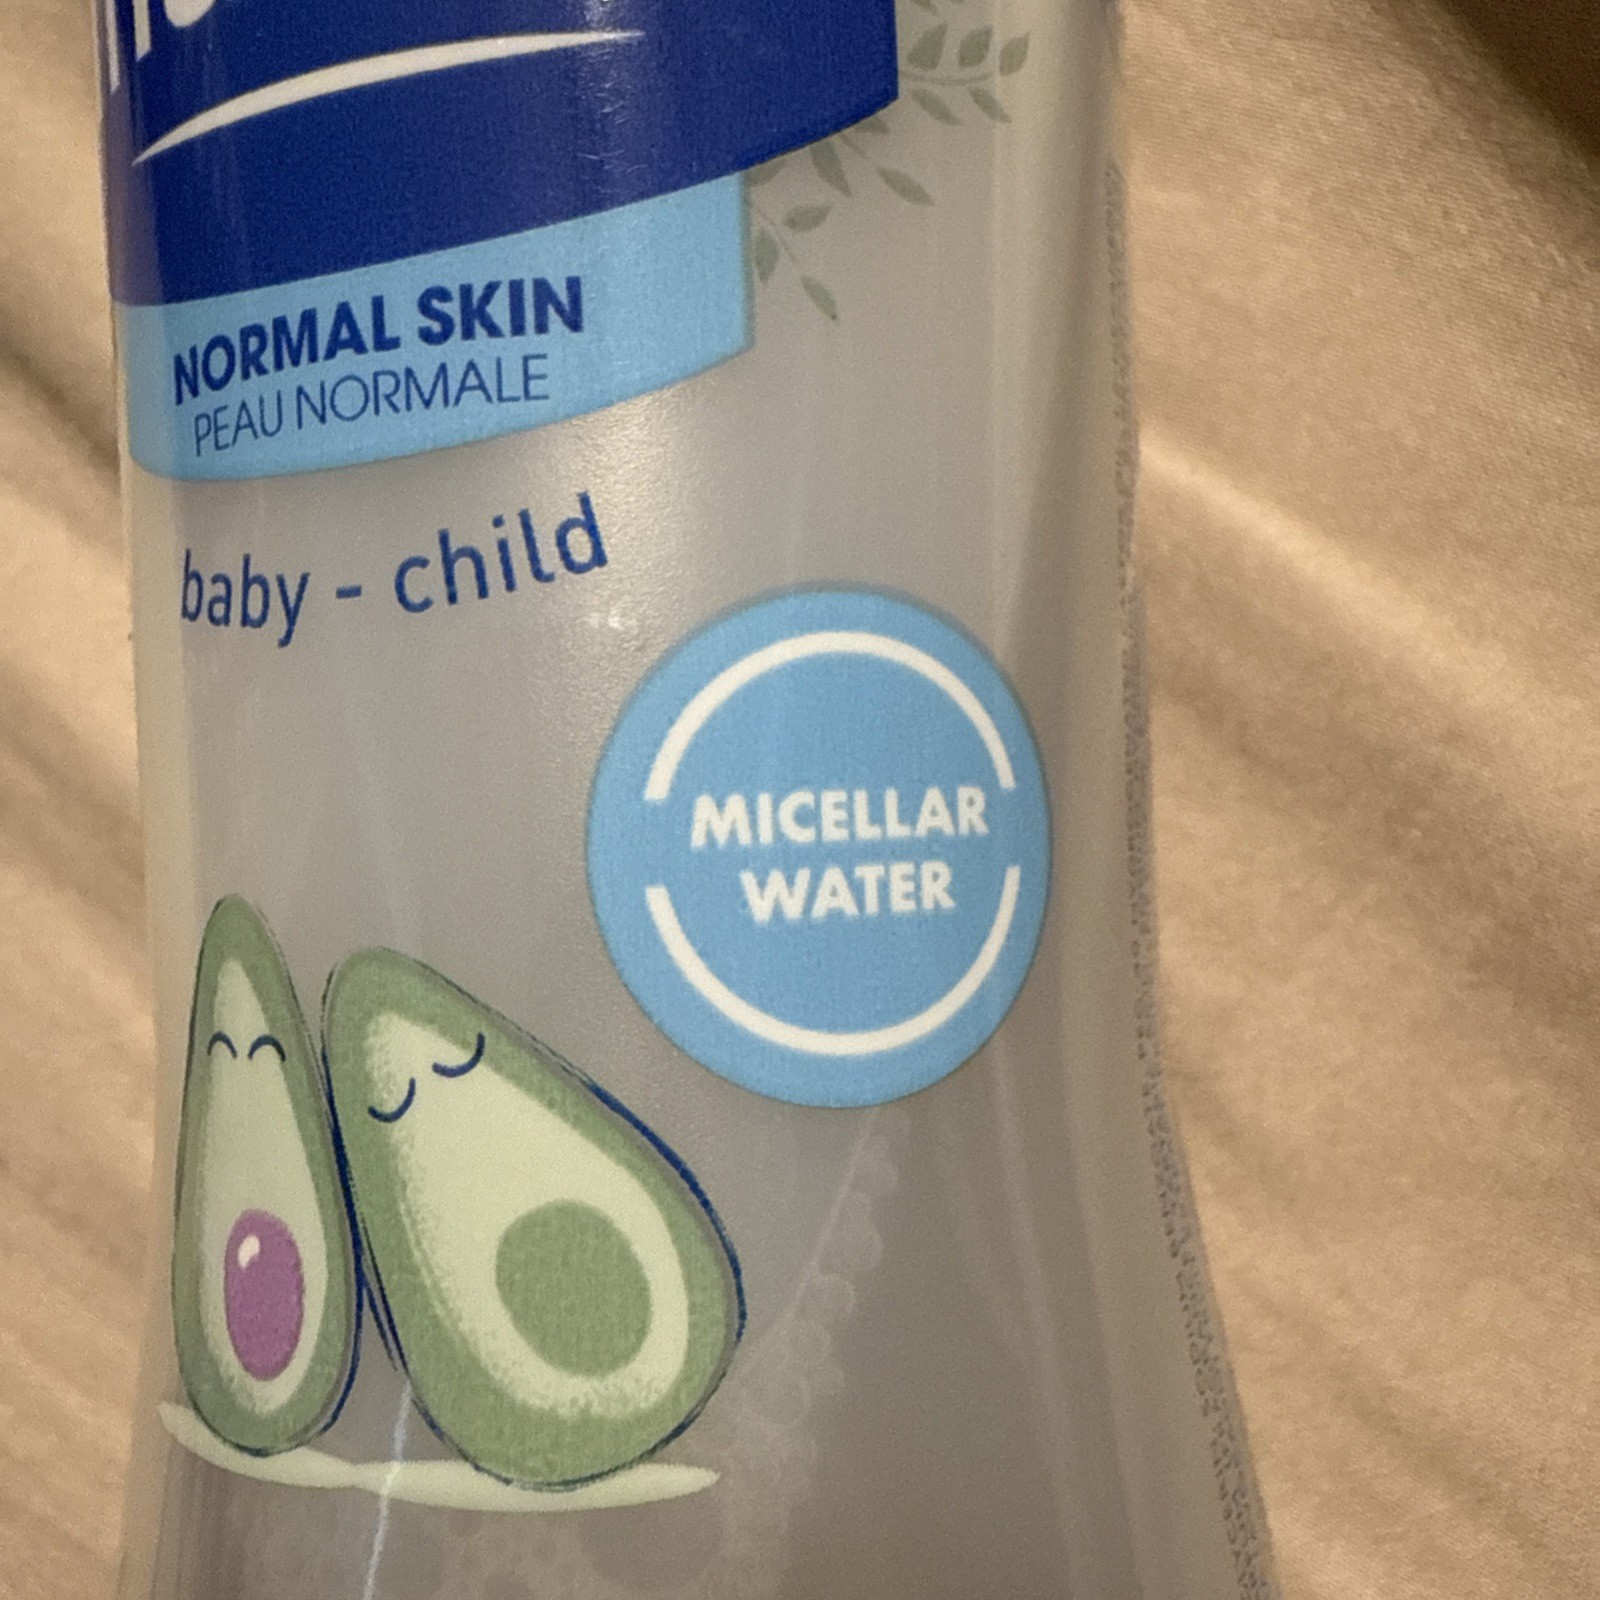 NORMAL SKIN
PEAU NORMALE
baby - child
MICELLAR
WATER